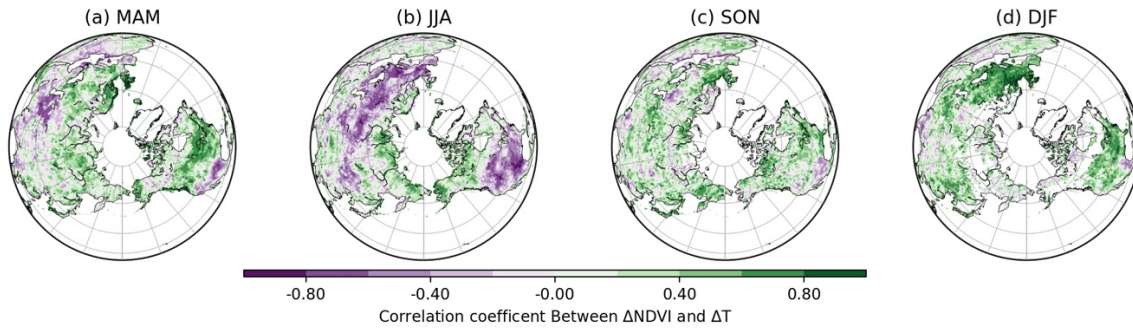 (a) MAM
(b) JJA
(c) SON
(d) DJF
-0.80 -0.40 -0.00 0.40 0.80
Correlation coefficent Between ΔNDVI and ΔT